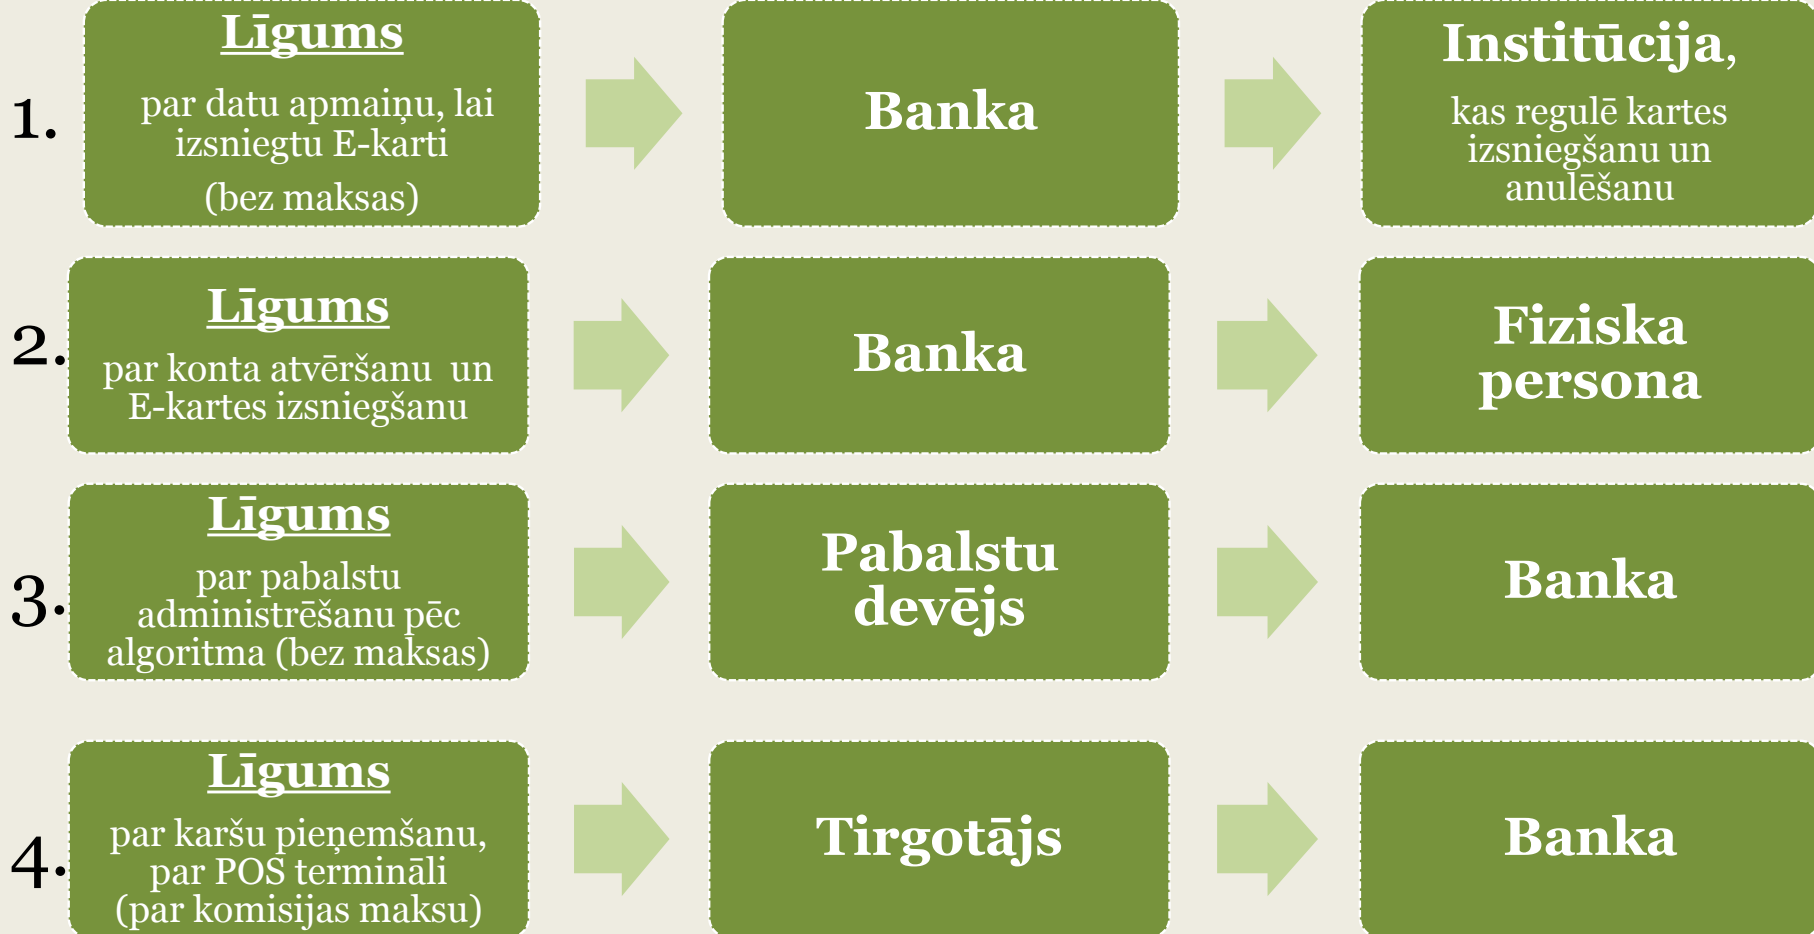 1.
Līgums
par datu apmaiņu, lai
izsniegtu E-karti
(bez maksas)
Banka
Institūcija,
kas regulē kartes
izsniegšanu un
anulēšanu
2.
Līgums
par konta atvēršanu un
E-kartes izsniegšanu
Banka
Fiziska
persona
3.
Līgums
par pabalstu
administrēšanu pēc
algoritma (bez maksas)
Pabalstu
devējs
Banka
4.
Līgums
par karšu pieņemšanu,
par POS termināli
(par komisijas maksu)
Tirgotājs
Banka